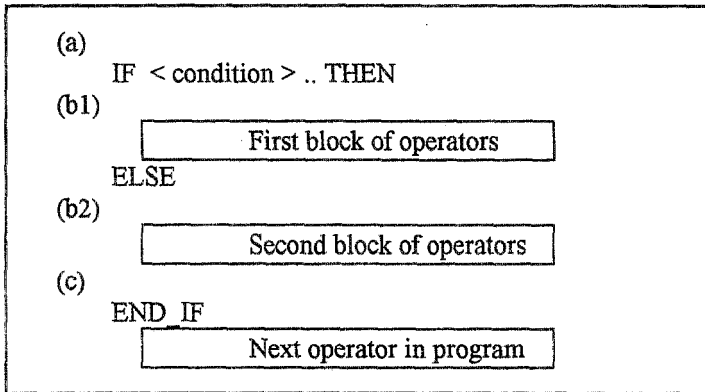 (a)
IF < condition > .. THEN
(b1)
First block of operators
ELSE
(b2)
Second block of operators
(c)
END_IF
Next operator in program